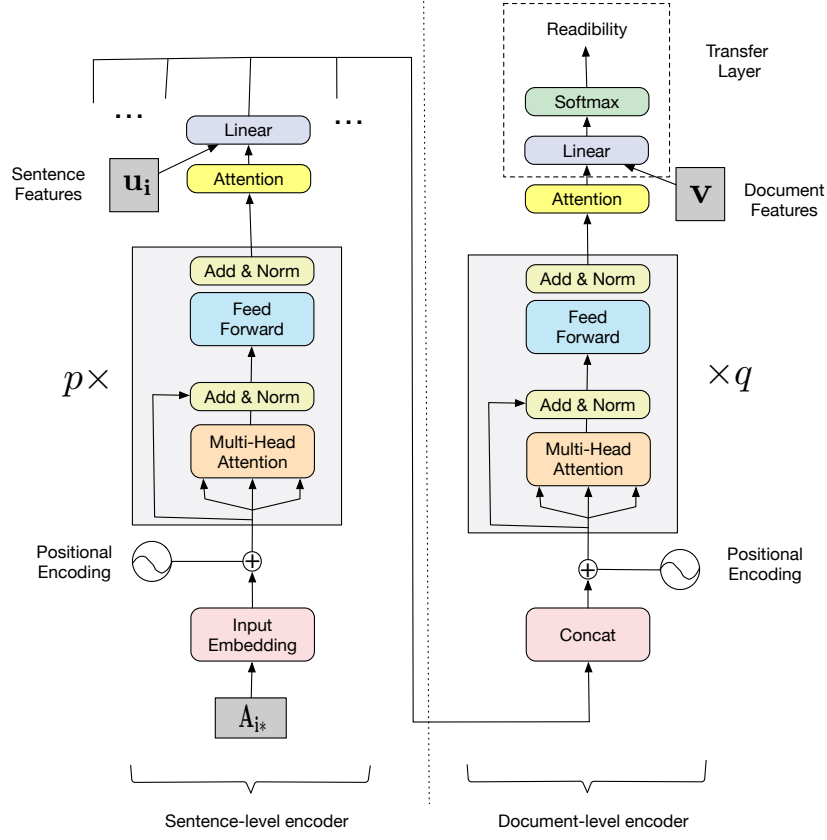 ...
...
Linear
Sentence
Features
u_i
Attention
Add & Norm
Feed
Forward
Add & Norm
Multi-Head
Attention
p×
Positional
Encoding
+
Input
Embedding
A_i*
Sentence-level encoder
Readibility
Transfer
Layer
Softmax
Linear
Attention
v
Document
Features
Add & Norm
Feed
Forward
Add & Norm
Multi-Head
Attention
×q
+
Positional
Encoding
Concat
Document-level encoder